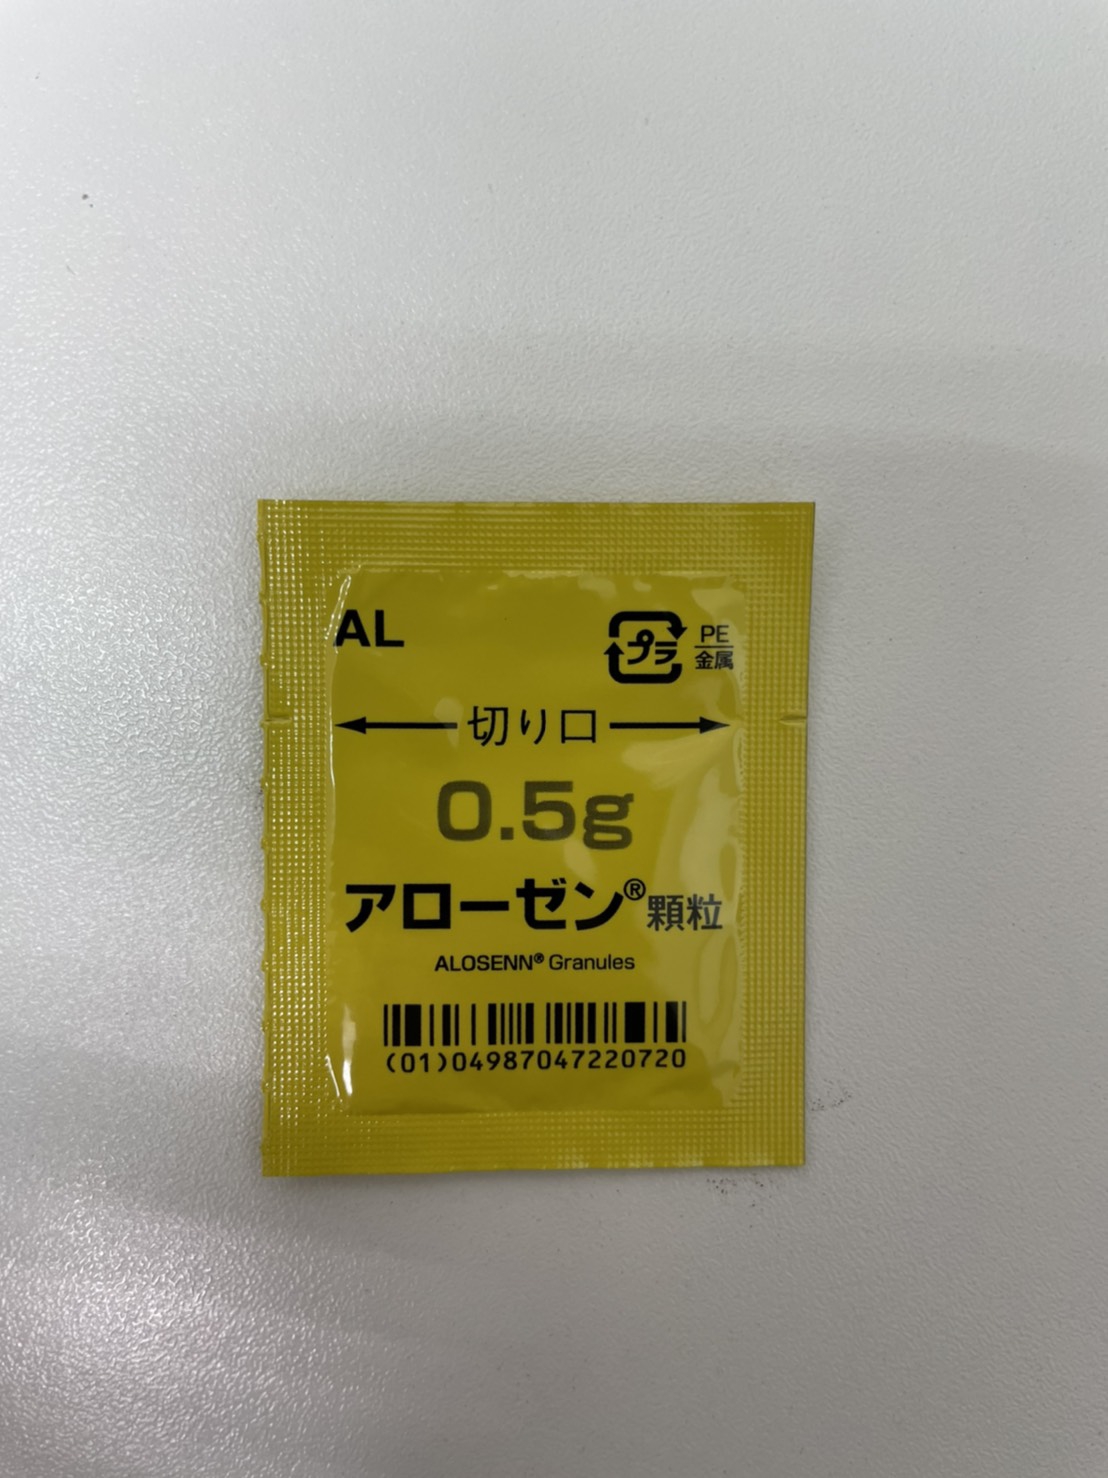 AL
プラ
PE
金属
切り口
0.5g
アローゼン®顆粒
ALOSENN® Granules
(01)04987047220720